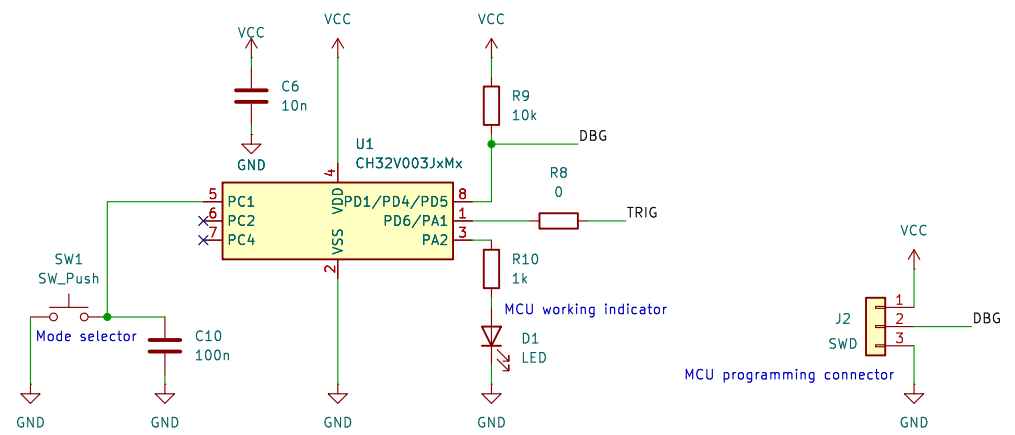 VCC
VCC
VCC
C6
10n
GND
R9
10k
DBG
U1
CH32V003JxMx
4
VDD
5
PC1
6
PC2
7
PC4
VSS
2
PD1/PD4/PD5
8
PD6/PA1
1
PA2
3
R8
0
TRIG
SW1
SW_Push
Mode selector
C10
100n
R10
1k
MCU working indicator
D1
LED
GND
GND
GND
GND
VCC
J2
SWD
1
2
3
DBG
MCU programming connector
GND